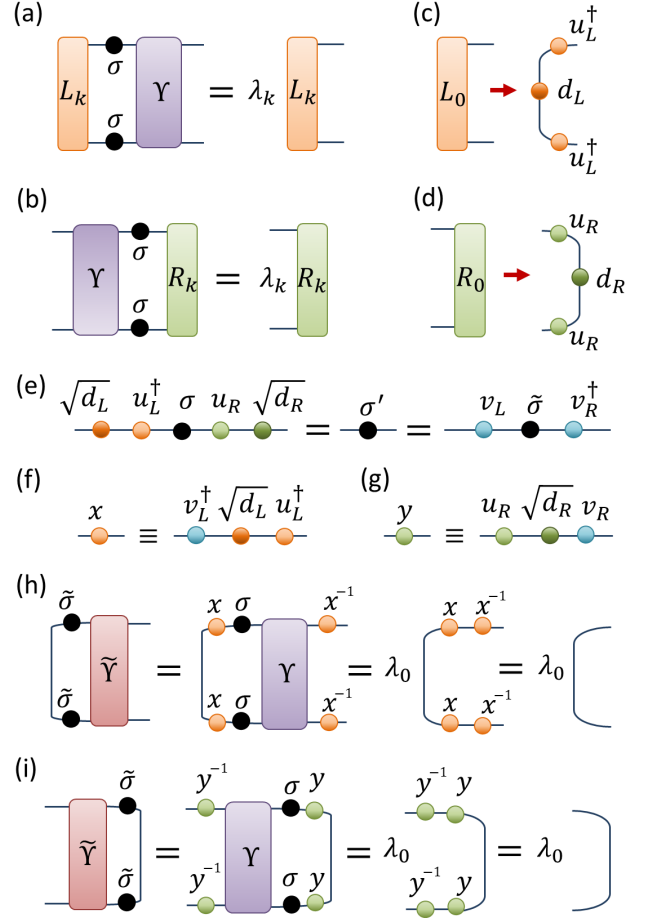 (a)
L_k σ σ ϒ = λ_k L_k
(c)
L_0 u_L^† d_L u_L^†
(b)
ϒ σ σ R_k = λ_k R_k
(d)
R_0 u_R d_R u_R
(e)
√d_L u_L^† σ u_R √d_R = σ′ = v_L σ̃ v_R^†
(f)
x ≡ v_L^† √d_L u_L^†
(g)
y ≡ u_R √d_R v_R
(h)
σ̃ σ̃ ϒ̃ = x σ x σ ϒ x⁻¹ x⁻¹ = λ_0 x x⁻¹ x x⁻¹ = λ_0
(i)
ϒ̃ σ̃ σ̃ = y⁻¹ y⁻¹ ϒ σ y σ y = λ_0 y⁻¹ y y⁻¹ y = λ_0